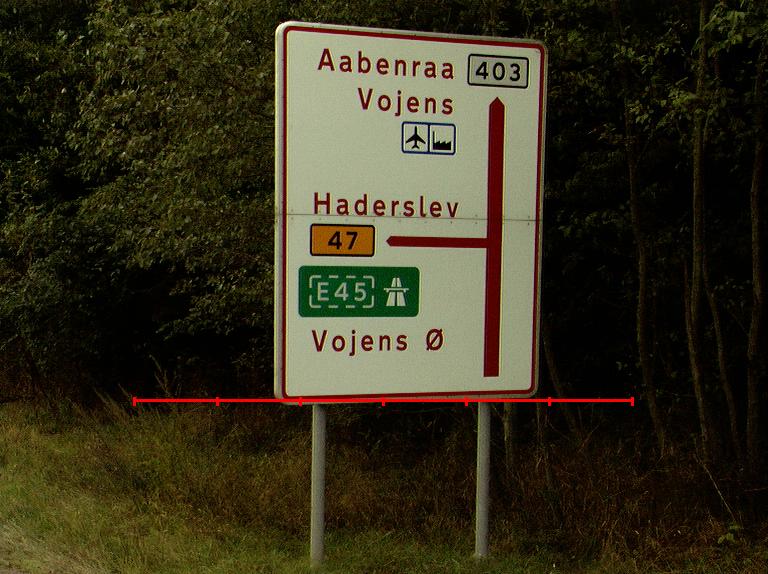 Aabenraa 403
Vojens
Haderslev
47
E45
Vojens Ø